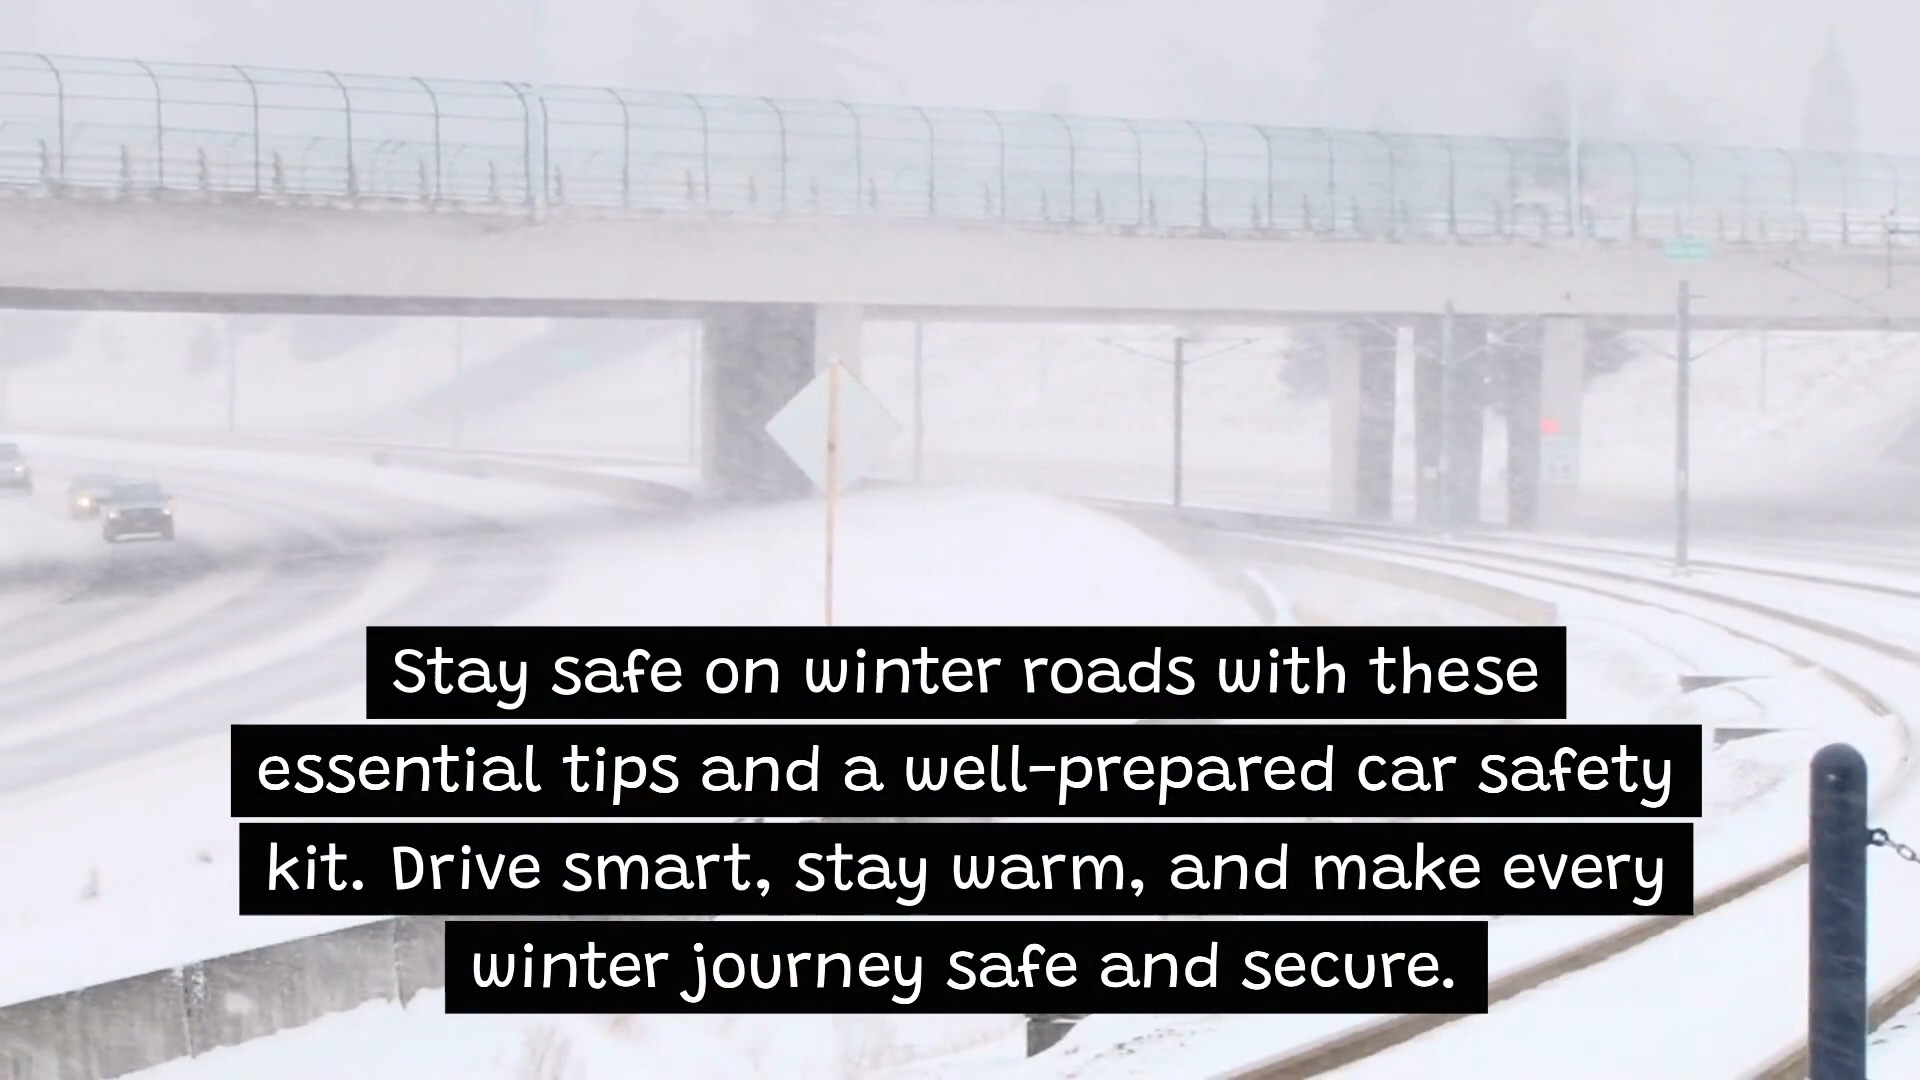 Stay safe on winter roads with these
essential tips and a well-prepared car safety
kit. Drive smart, stay warm, and make every
winter journey safe and secure.